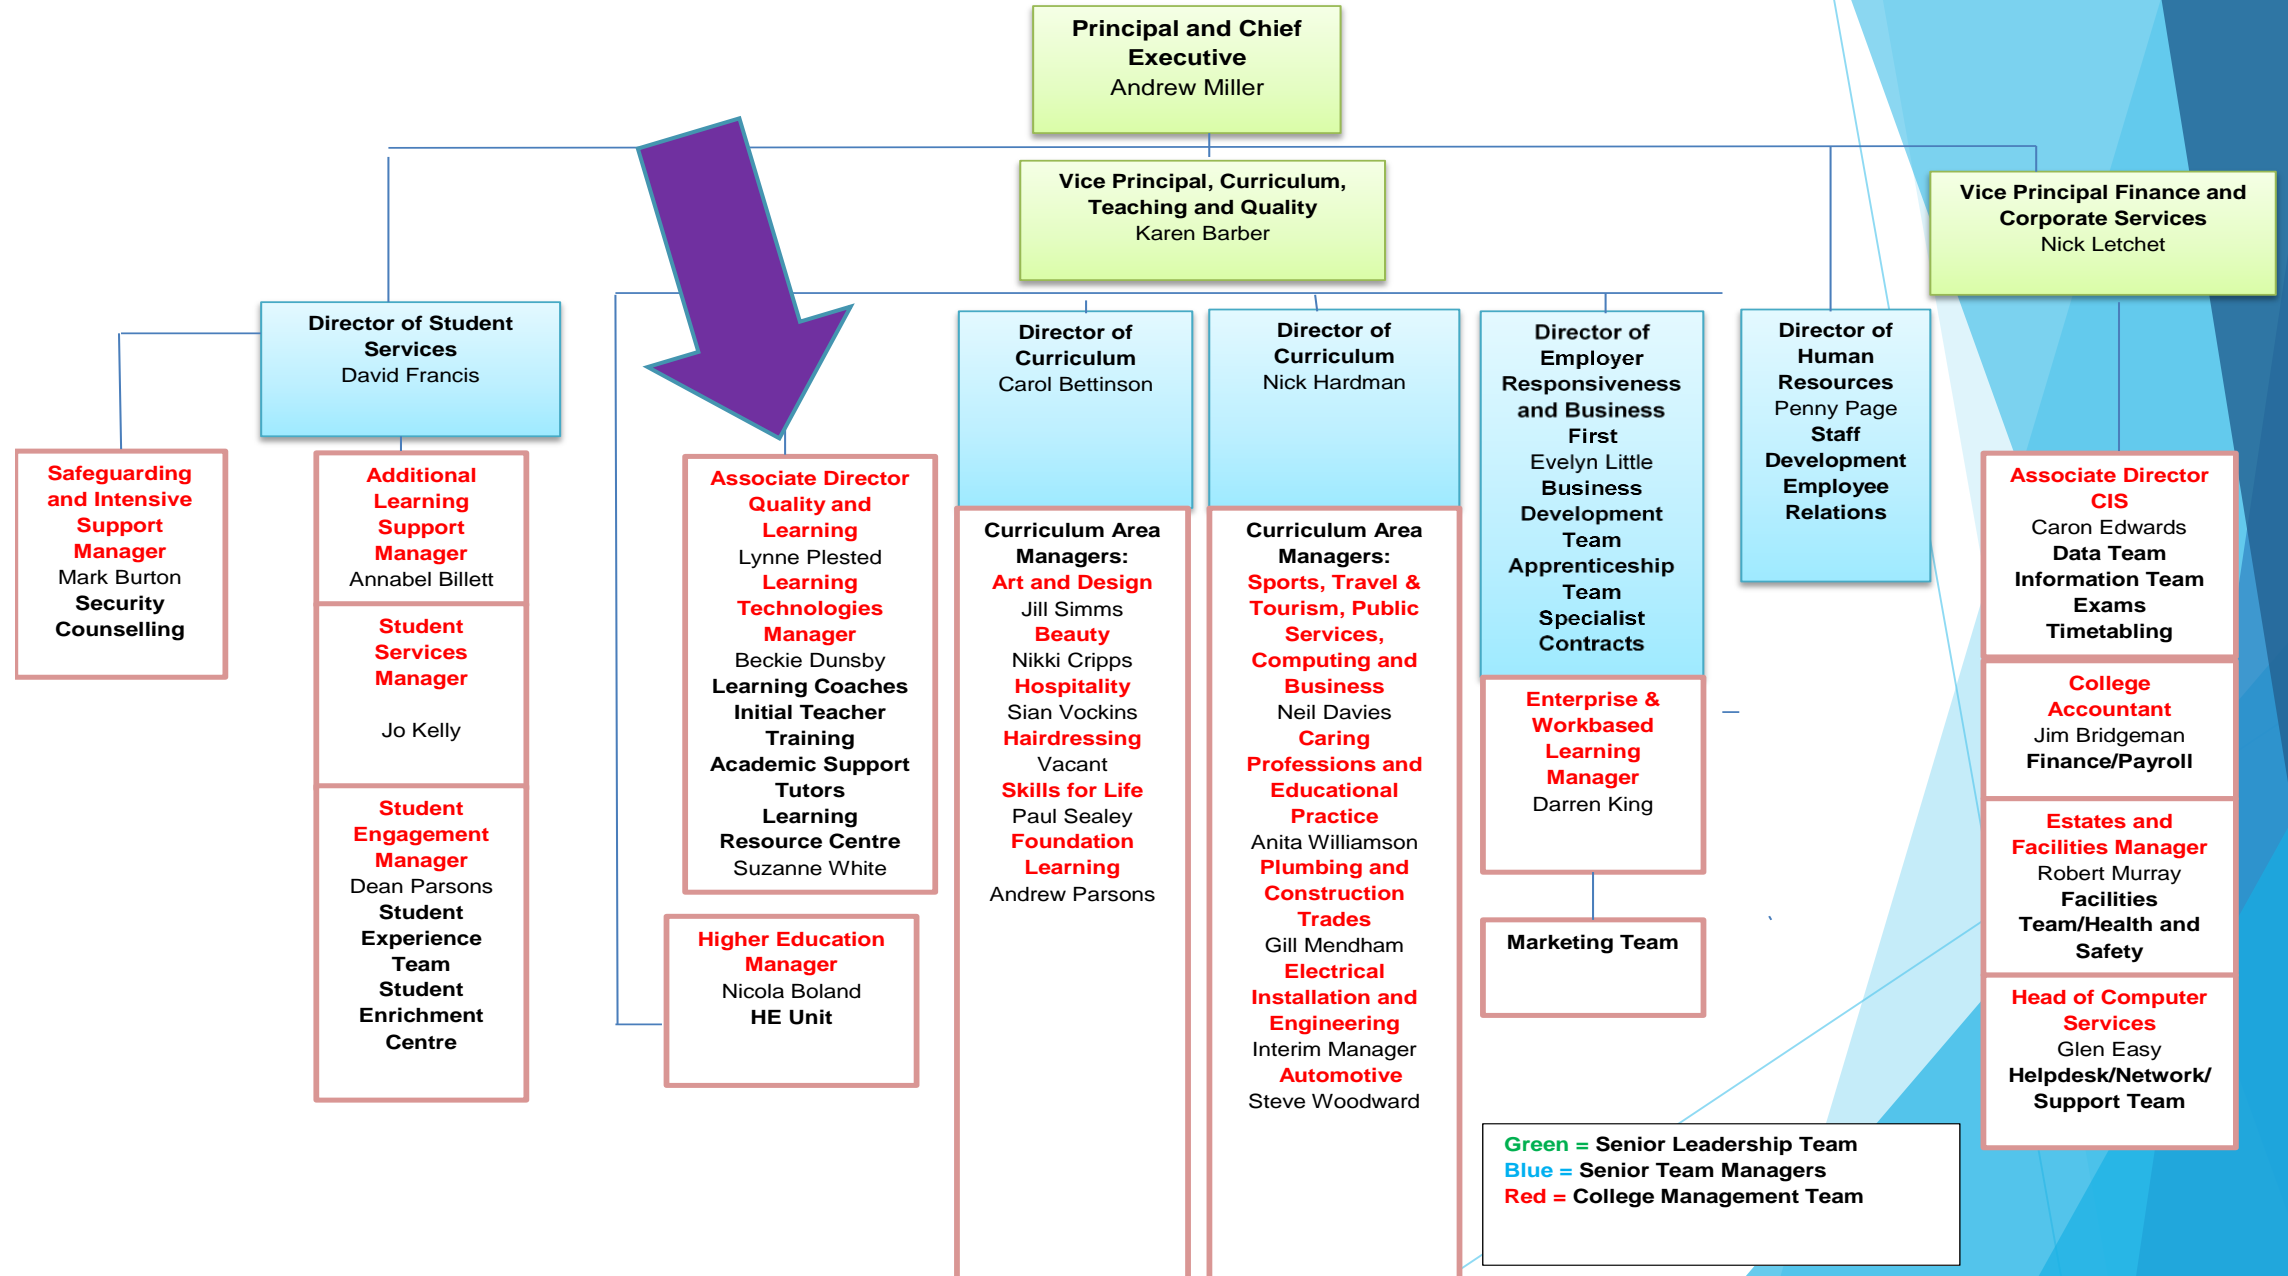 Principal and Chief
Executive
Andrew Miller
Vice Principal, Curriculum,
Teaching and Quality
Karen Barber
Vice Principal Finance and
Corporate Services
Nick Letchet
Director of Student
Services
David Francis
Director of
Curriculum
Carol Bettinson
Director of
Curriculum
Nick Hardman
Director of
Employer
Responsiveness
and Business
First
Evelyn Little
Business
Development
Team
Apprenticeship
Team
Specialist
Contracts
Director of
Human
Resources
Penny Page
Staff
Development
Employee
Relations
Safeguarding
and Intensive
Support
Manager
Mark Burton
Security
Counselling
Additional
Learning
Support
Manager
Annabel Billett
Student
Services
Manager
Jo Kelly
Student
Engagement
Manager
Dean Parsons
Student
Experience
Team
Student
Enrichment
Centre
Associate Director
Quality and
Learning
Lynne Plested
Learning
Technologies
Manager
Beckie Dunsby
Learning Coaches
Initial Teacher
Training
Academic Support
Tutors
Learning
Resource Centre
Suzanne White
Higher Education
Manager
Nicola Boland
HE Unit
Curriculum Area
Managers:
Art and Design
Jill Simms
Beauty
Nikki Cripps
Hospitality
Sian Vockins
Hairdressing
Vacant
Skills for Life
Paul Sealey
Foundation
Learning
Andrew Parsons
Curriculum Area
Managers:
Sports, Travel &
Tourism, Public
Services,
Computing and
Business
Neil Davies
Caring
Professions and
Educational
Practice
Anita Williamson
Plumbing and
Construction
Trades
Gill Mendham
Electrical
Installation and
Engineering
Interim Manager
Automotive
Steve Woodward
Enterprise &
Workbased
Learning
Manager
Darren King
Marketing Team
Associate Director
CIS
Caron Edwards
Data Team
Information Team
Exams
Timetabling
College
Accountant
Jim Bridgeman
Finance/Payroll
Estates and
Facilities Manager
Robert Murray
Facilities
Team/Health and
Safety
Head of Computer
Services
Glen Easy
Helpdesk/Network/
Support Team
Green = Senior Leadership Team
Blue = Senior Team Managers
Red = College Management Team